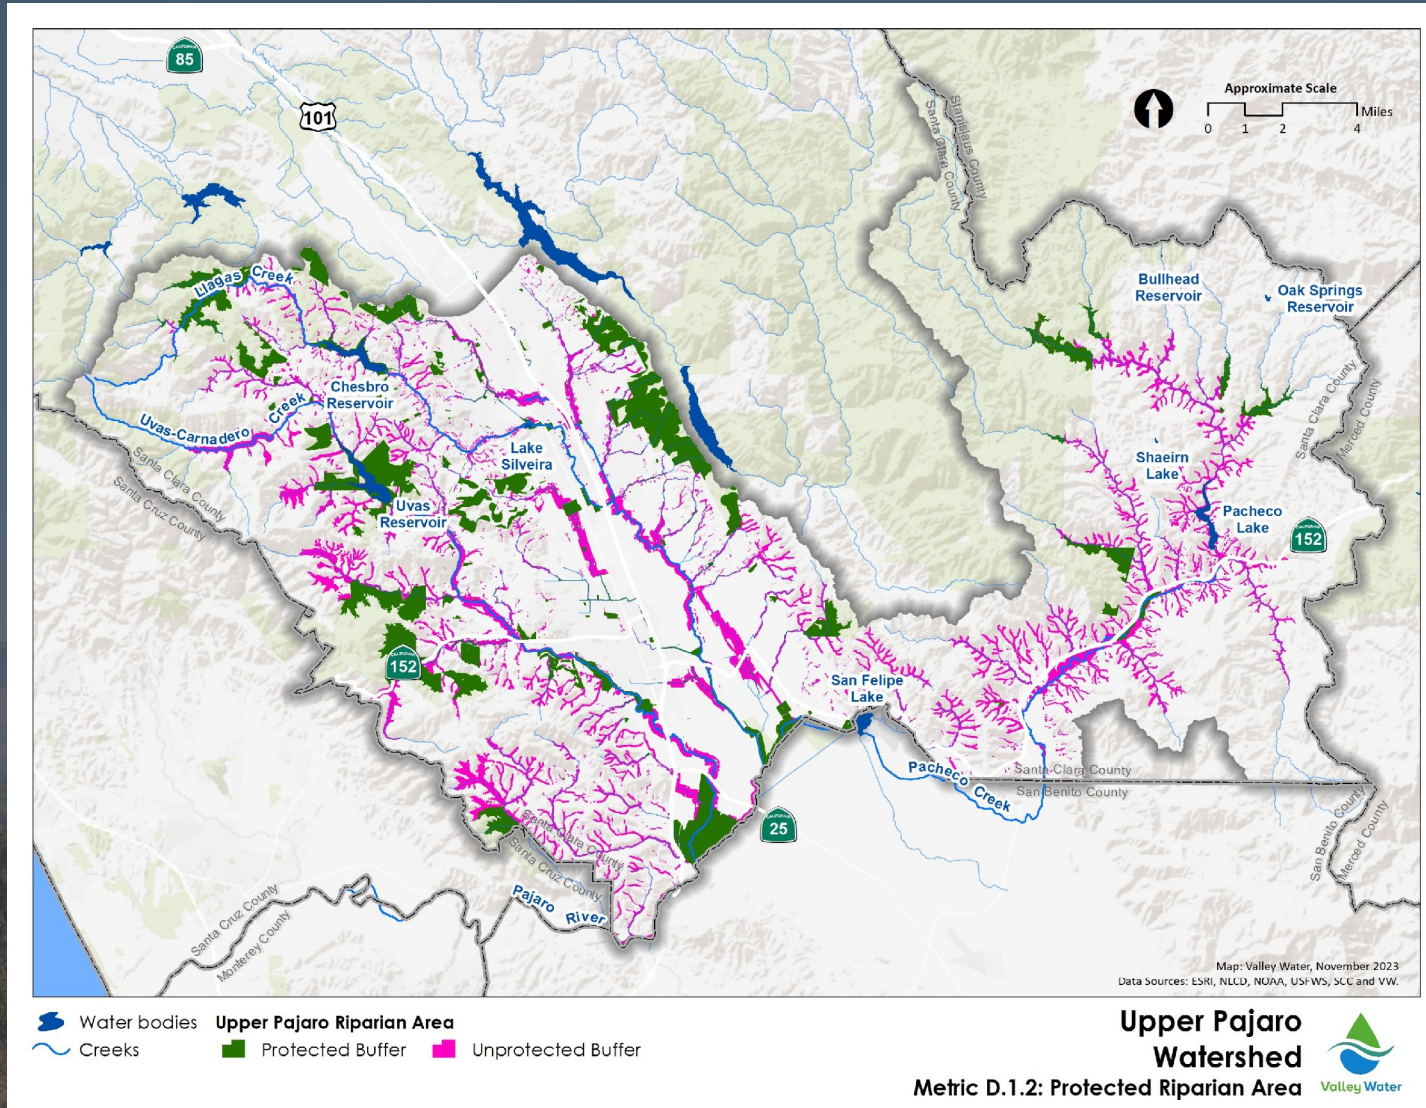 CALIFORNIA
85
101
Approximate Scale
Miles
0 1 2 4
Stanislaus County
Santa Clara County
Llagas Creek
Bullhead
Reservoir
Oak Springs
Reservoir
Chesbro
Reservoir
Uvas-Carnadero Creek
Santa Clara County
Merced County
Lake
Silveira
Shaeirn
Lake
Santa Clara County
Santa Cruz County
Uvas
Reservoir
Pacheco
Lake
CALIFORNIA
152
CALIFORNIA
152
San Felipe
Lake
Pacheco Creek
Santa Clara County
San Benito County
CALIFORNIA
25
Santa Clara County
Santa Cruz County
San Benito County
Merced County
Pajaro River
Santa Cruz County
Monterey County
Map: Valley Water, November 2023
Data Sources: ESRI, NLCD, NOAA, USFWS, SCC and VW.
Water bodies
Creeks
Upper Pajaro Riparian Area
Protected Buffer
Unprotected Buffer
Upper Pajaro
Watershed
Metric D.1.2: Protected Riparian Area
Valley Water